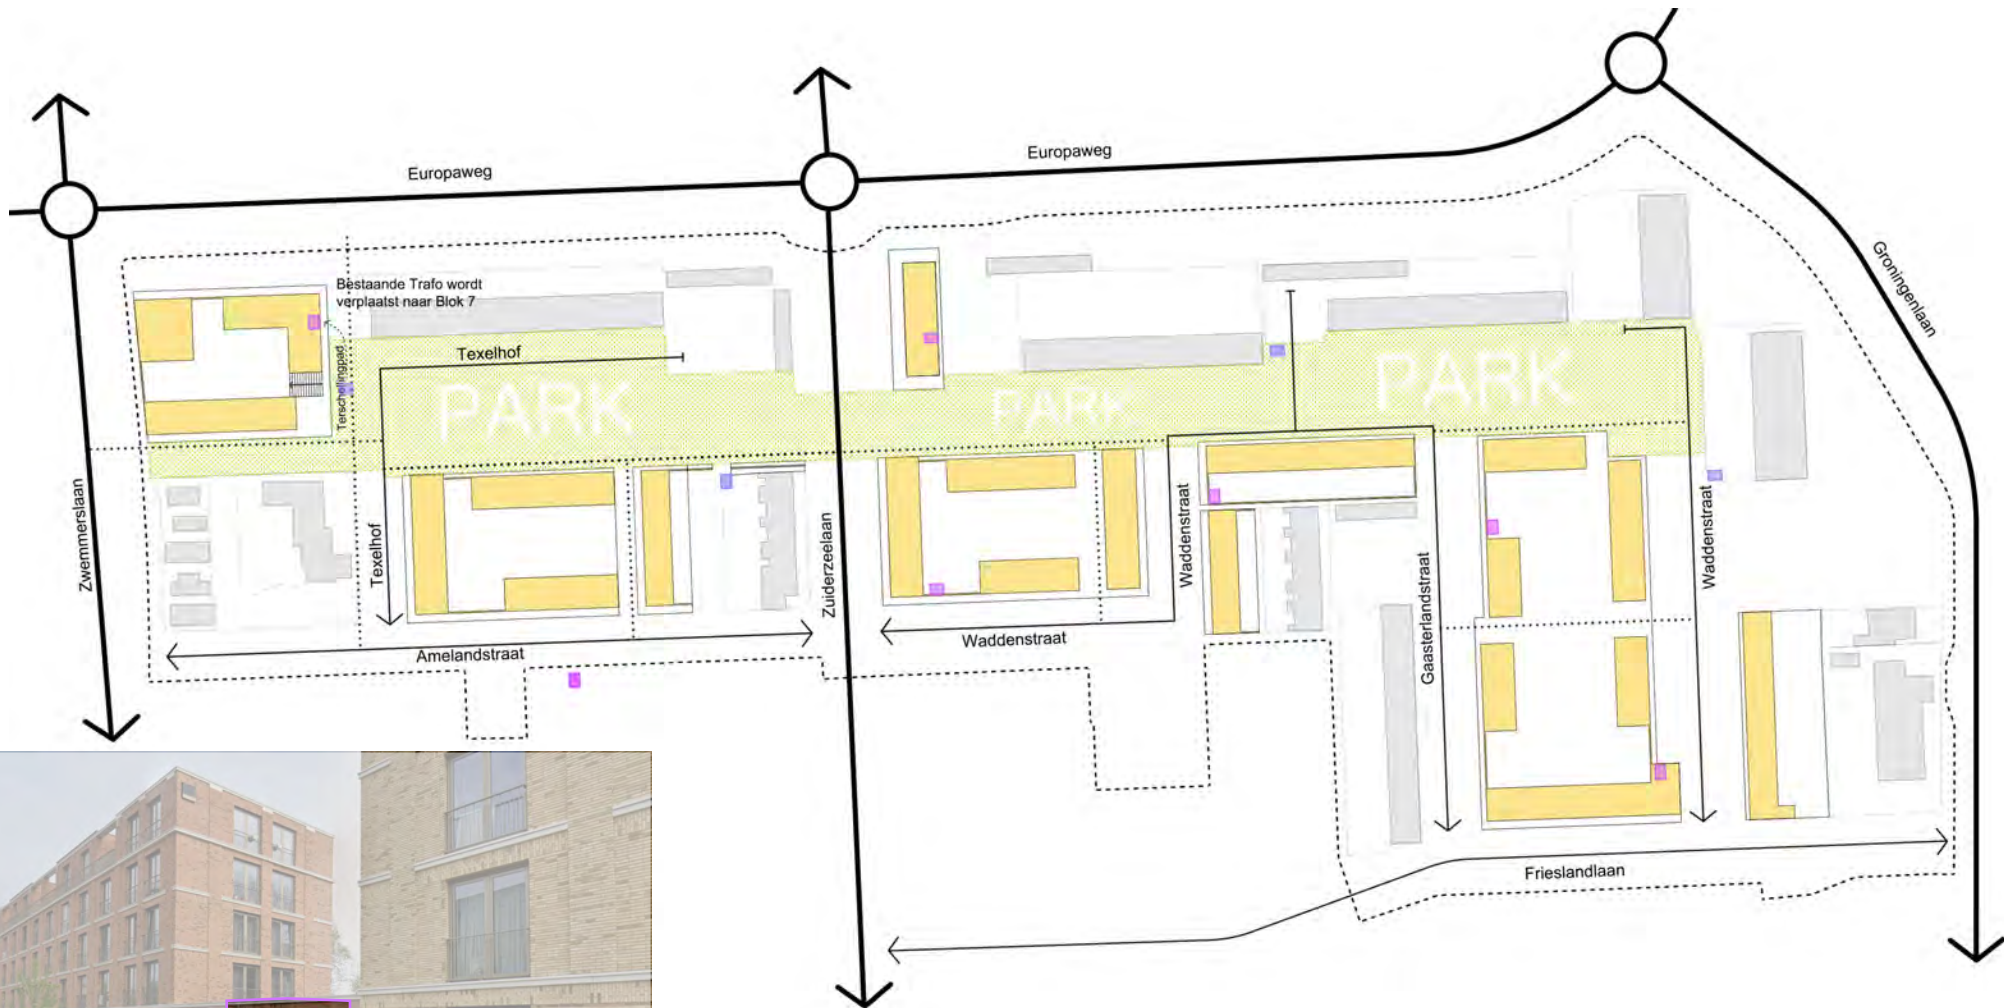 Europaweg
Europaweg
Groningenlaan
Bestaande Trafo wordt
verplaatst naar Blok 7
Texelhof
Terschellingpad
PARK
PARK
PARK
Zwemmerslaan
Texelhof
Zuiderzeelaan
Waddenstraat
Gaasterlandstraat
Waddenstraat
Amelandstraat
Waddenstraat
Frieslandlaan